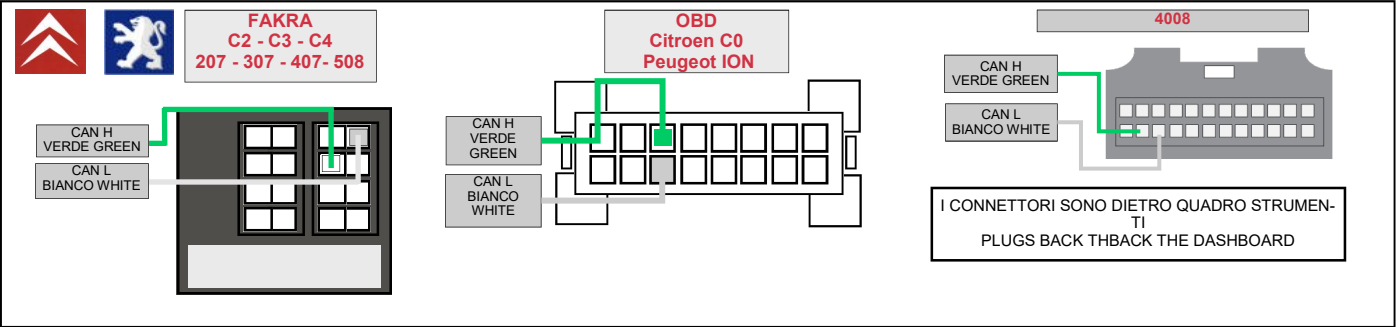 FAKRA
C2 - C3 - C4
207 - 307 - 407- 508
CAN H
VERDE GREEN
CAN L
BIANCO WHITE
OBD
Citroen C0
Peugeot ION
CAN H
VERDE
GREEN
CAN L
BIANCO
WHITE
4008
CAN H
VERDE GREEN
CAN L
BIANCO WHITE
I CONNETTORI SONO DIETRO QUADRO STRUMEN-
TI
PLUGS BACK THBACK THE DASHBOARD